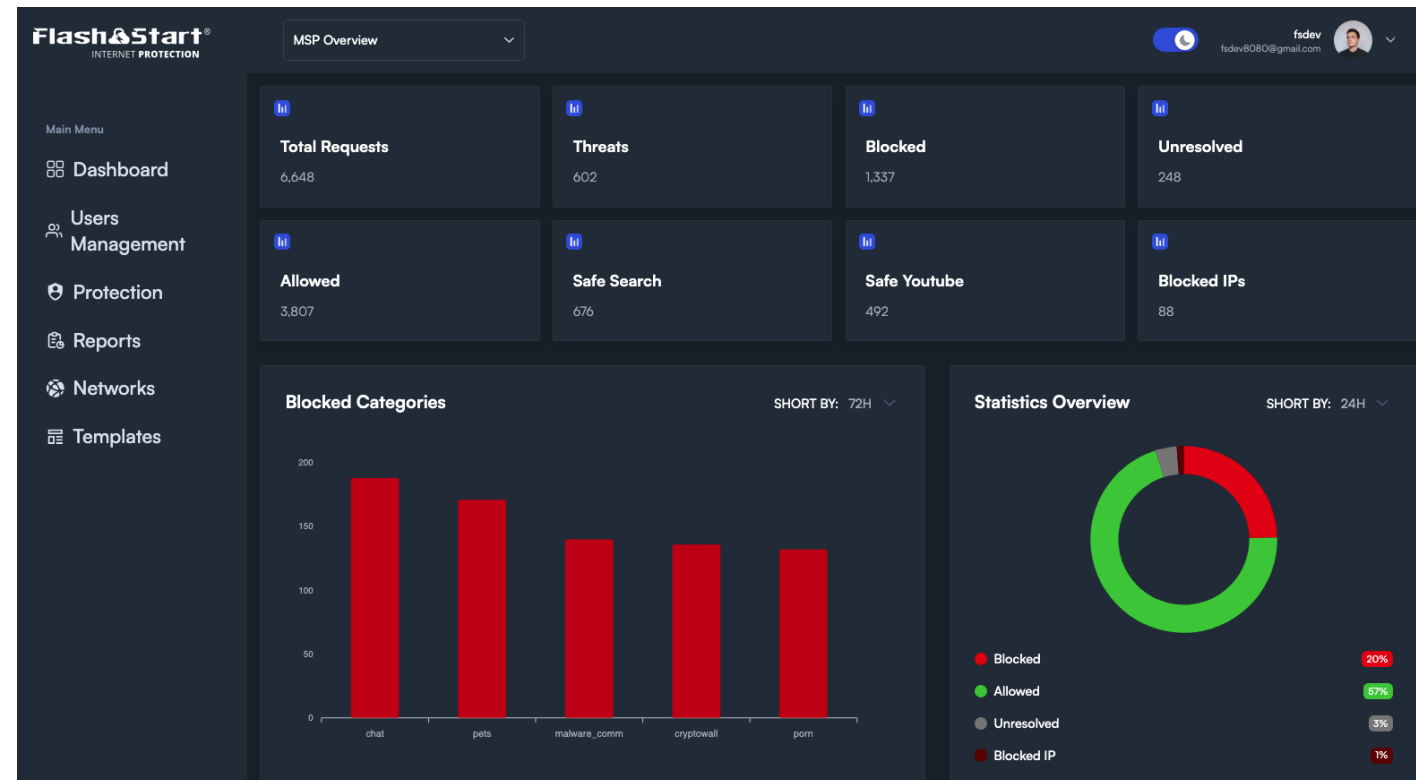 Flash&Start®
INTERNET PROTECTION
MSP Overview
fsdev
fsdev8080@gmail.com
Main Menu
Dashboard
Users
Management
Protection
Reports
Networks
Templates
Total Requests
6,648
Threats
602
Blocked
1,337
Unresolved
248
Allowed
3,807
Safe Search
676
Safe Youtube
492
Blocked IPs
88
Blocked Categories
SHORT BY: 72H
200
150
100
50
0
chat
pets
malware_comm
cryptowall
porn
Statistics Overview
SHORT BY: 24H
Blocked 20%
Allowed 57%
Unresolved 3%
Blocked IP 1%